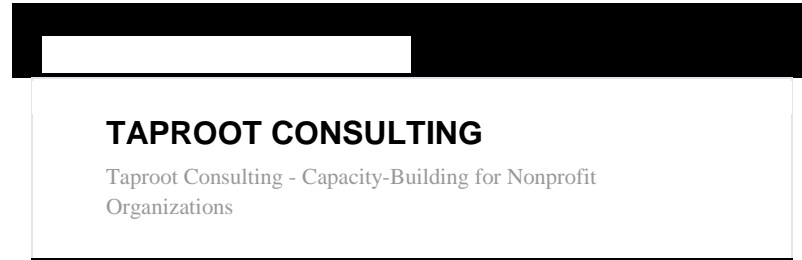 TAPROOT CONSULTING
Taproot Consulting - Capacity-Building for Nonprofit
Organizations